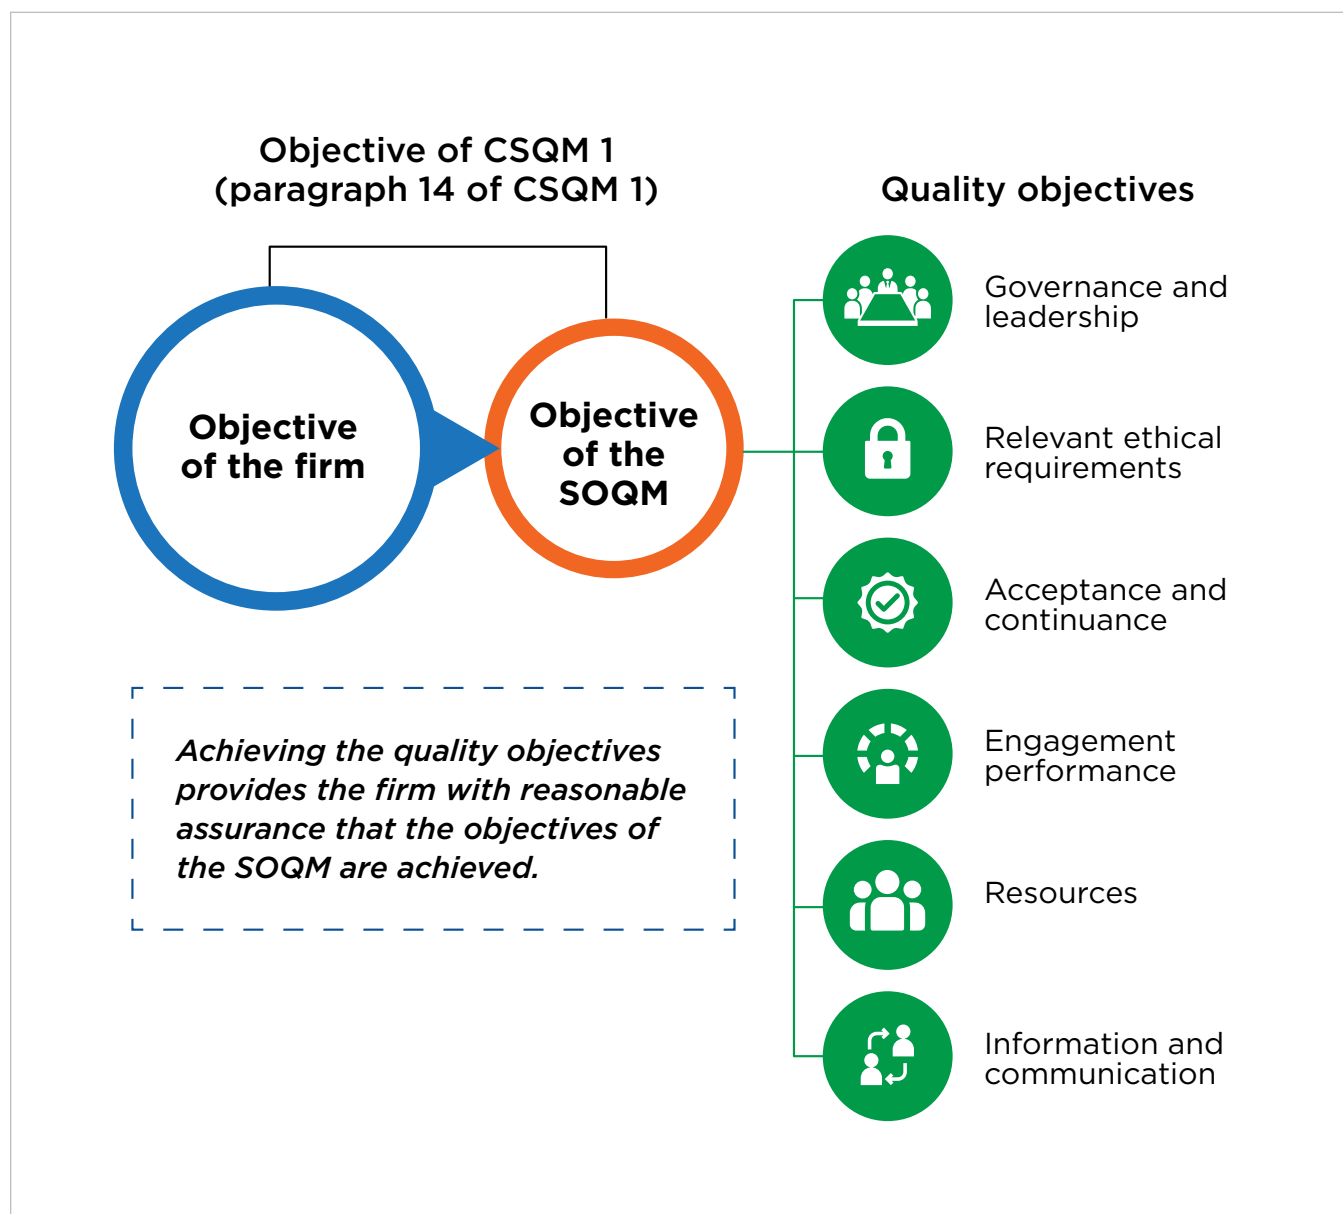 Objective of CSQM 1
(paragraph 14 of CSQM 1)
Objective
of the firm
Objective
of the
SOQM
Achieving the quality objectives
provides the firm with reasonable
assurance that the objectives of
the SOQM are achieved.
Quality objectives
Governance and
leadership
Relevant ethical
requirements
Acceptance and
continuance
Engagement
performance
Resources
Information and
communication